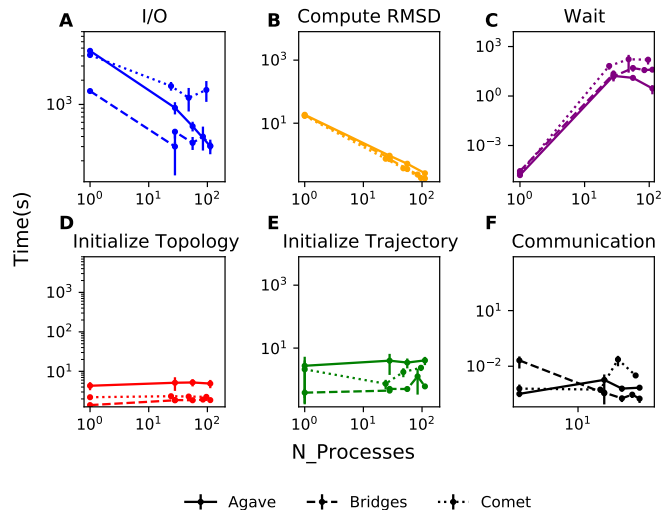 A I/O
B Compute RMSD
C Wait
10^3
10^1
10^3
10^0
10^-3
10^0 10^1 10^2
10^0 10^1 10^2
10^0 10^1 10^2
Time(s)
D Initialize Topology
E Initialize Trajectory
F Communication
10^3
10^2
10^1
10^3
10^1
10^1
10^-2
10^0 10^1 10^2
10^0 10^1 10^2
10^1
N_Processes
Agave Bridges Comet